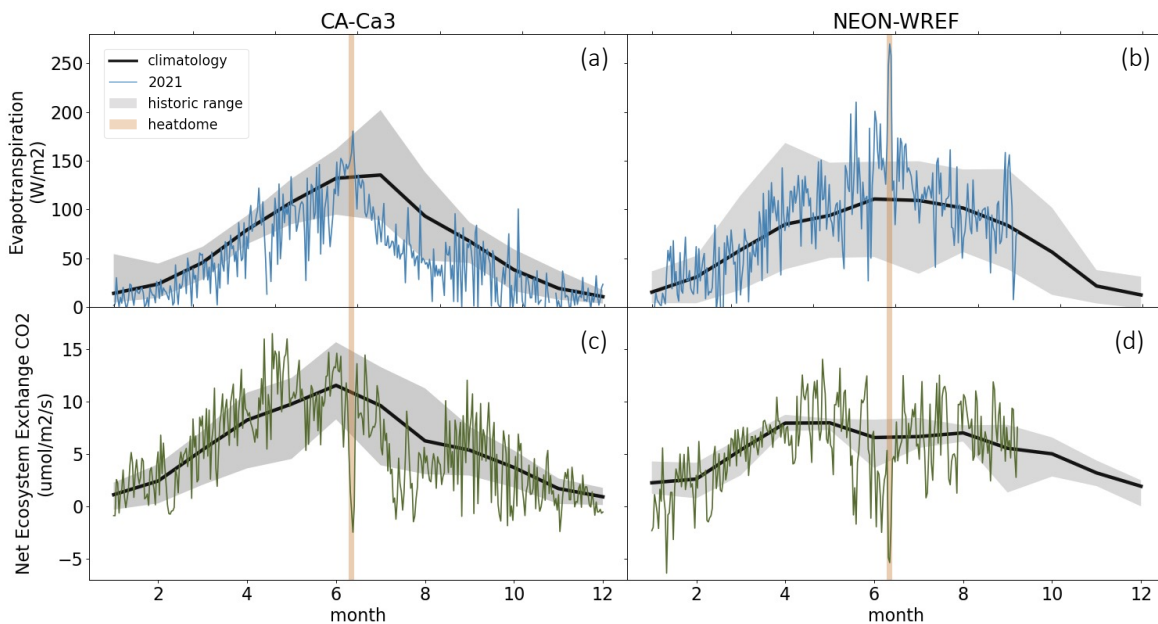 CA-Ca3
NEON-WREF
(a)
(b)
climatology
2021
historic range
heatdome
Evapotranspiration
(W/m2)
250
200
150
100
50
0
(c)
(d)
Net Ecosystem Exchange CO2
(umol/m2/s)
15
10
5
0
−5
2 4 6 8 10 12
2 4 6 8 10 12
month
month